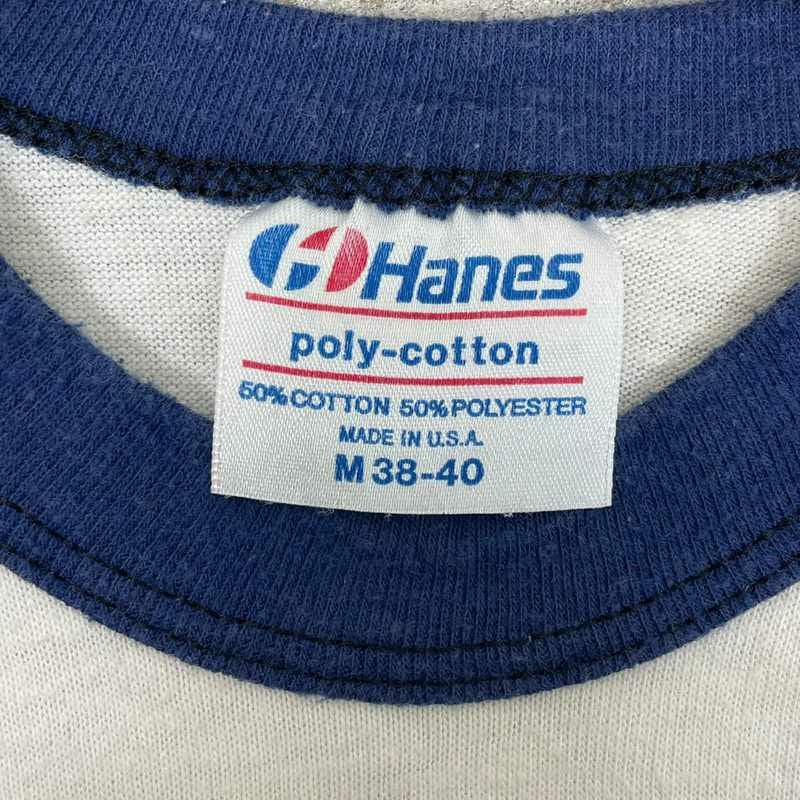 Hanes
poly-cotton
50% COTTON 50% POLYESTER
MADE IN U.S.A.
M 38-40